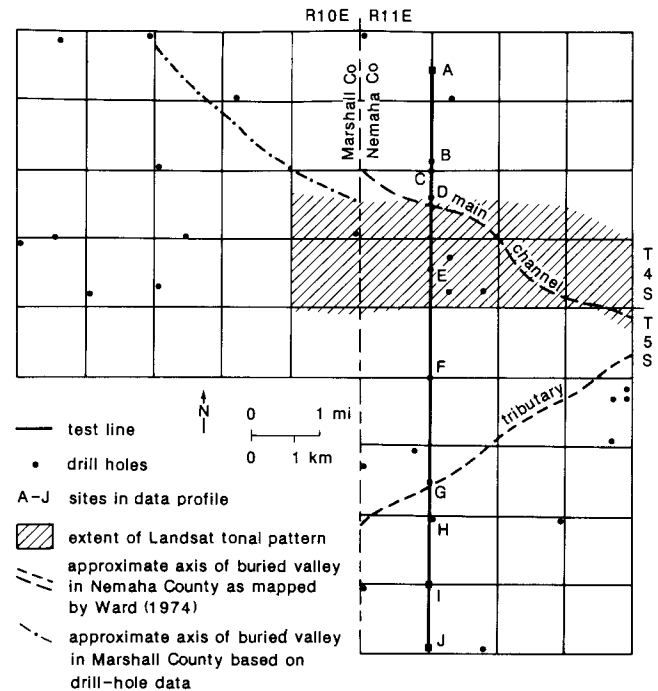 R10E R11E
Marshall Co
Nemaha Co
A
B
C
D
main
channel
E
T
4
S
T
5
S
F
tributary
G
H
I
J
N
0 1 mi
0 1 km
test line
drill holes
A-J sites in data profile
extent of Landsat tonal pattern
approximate axis of buried valley
in Nemaha County as mapped
by Ward (1974)
approximate axis of buried valley
in Marshall County based on
drill-hole data